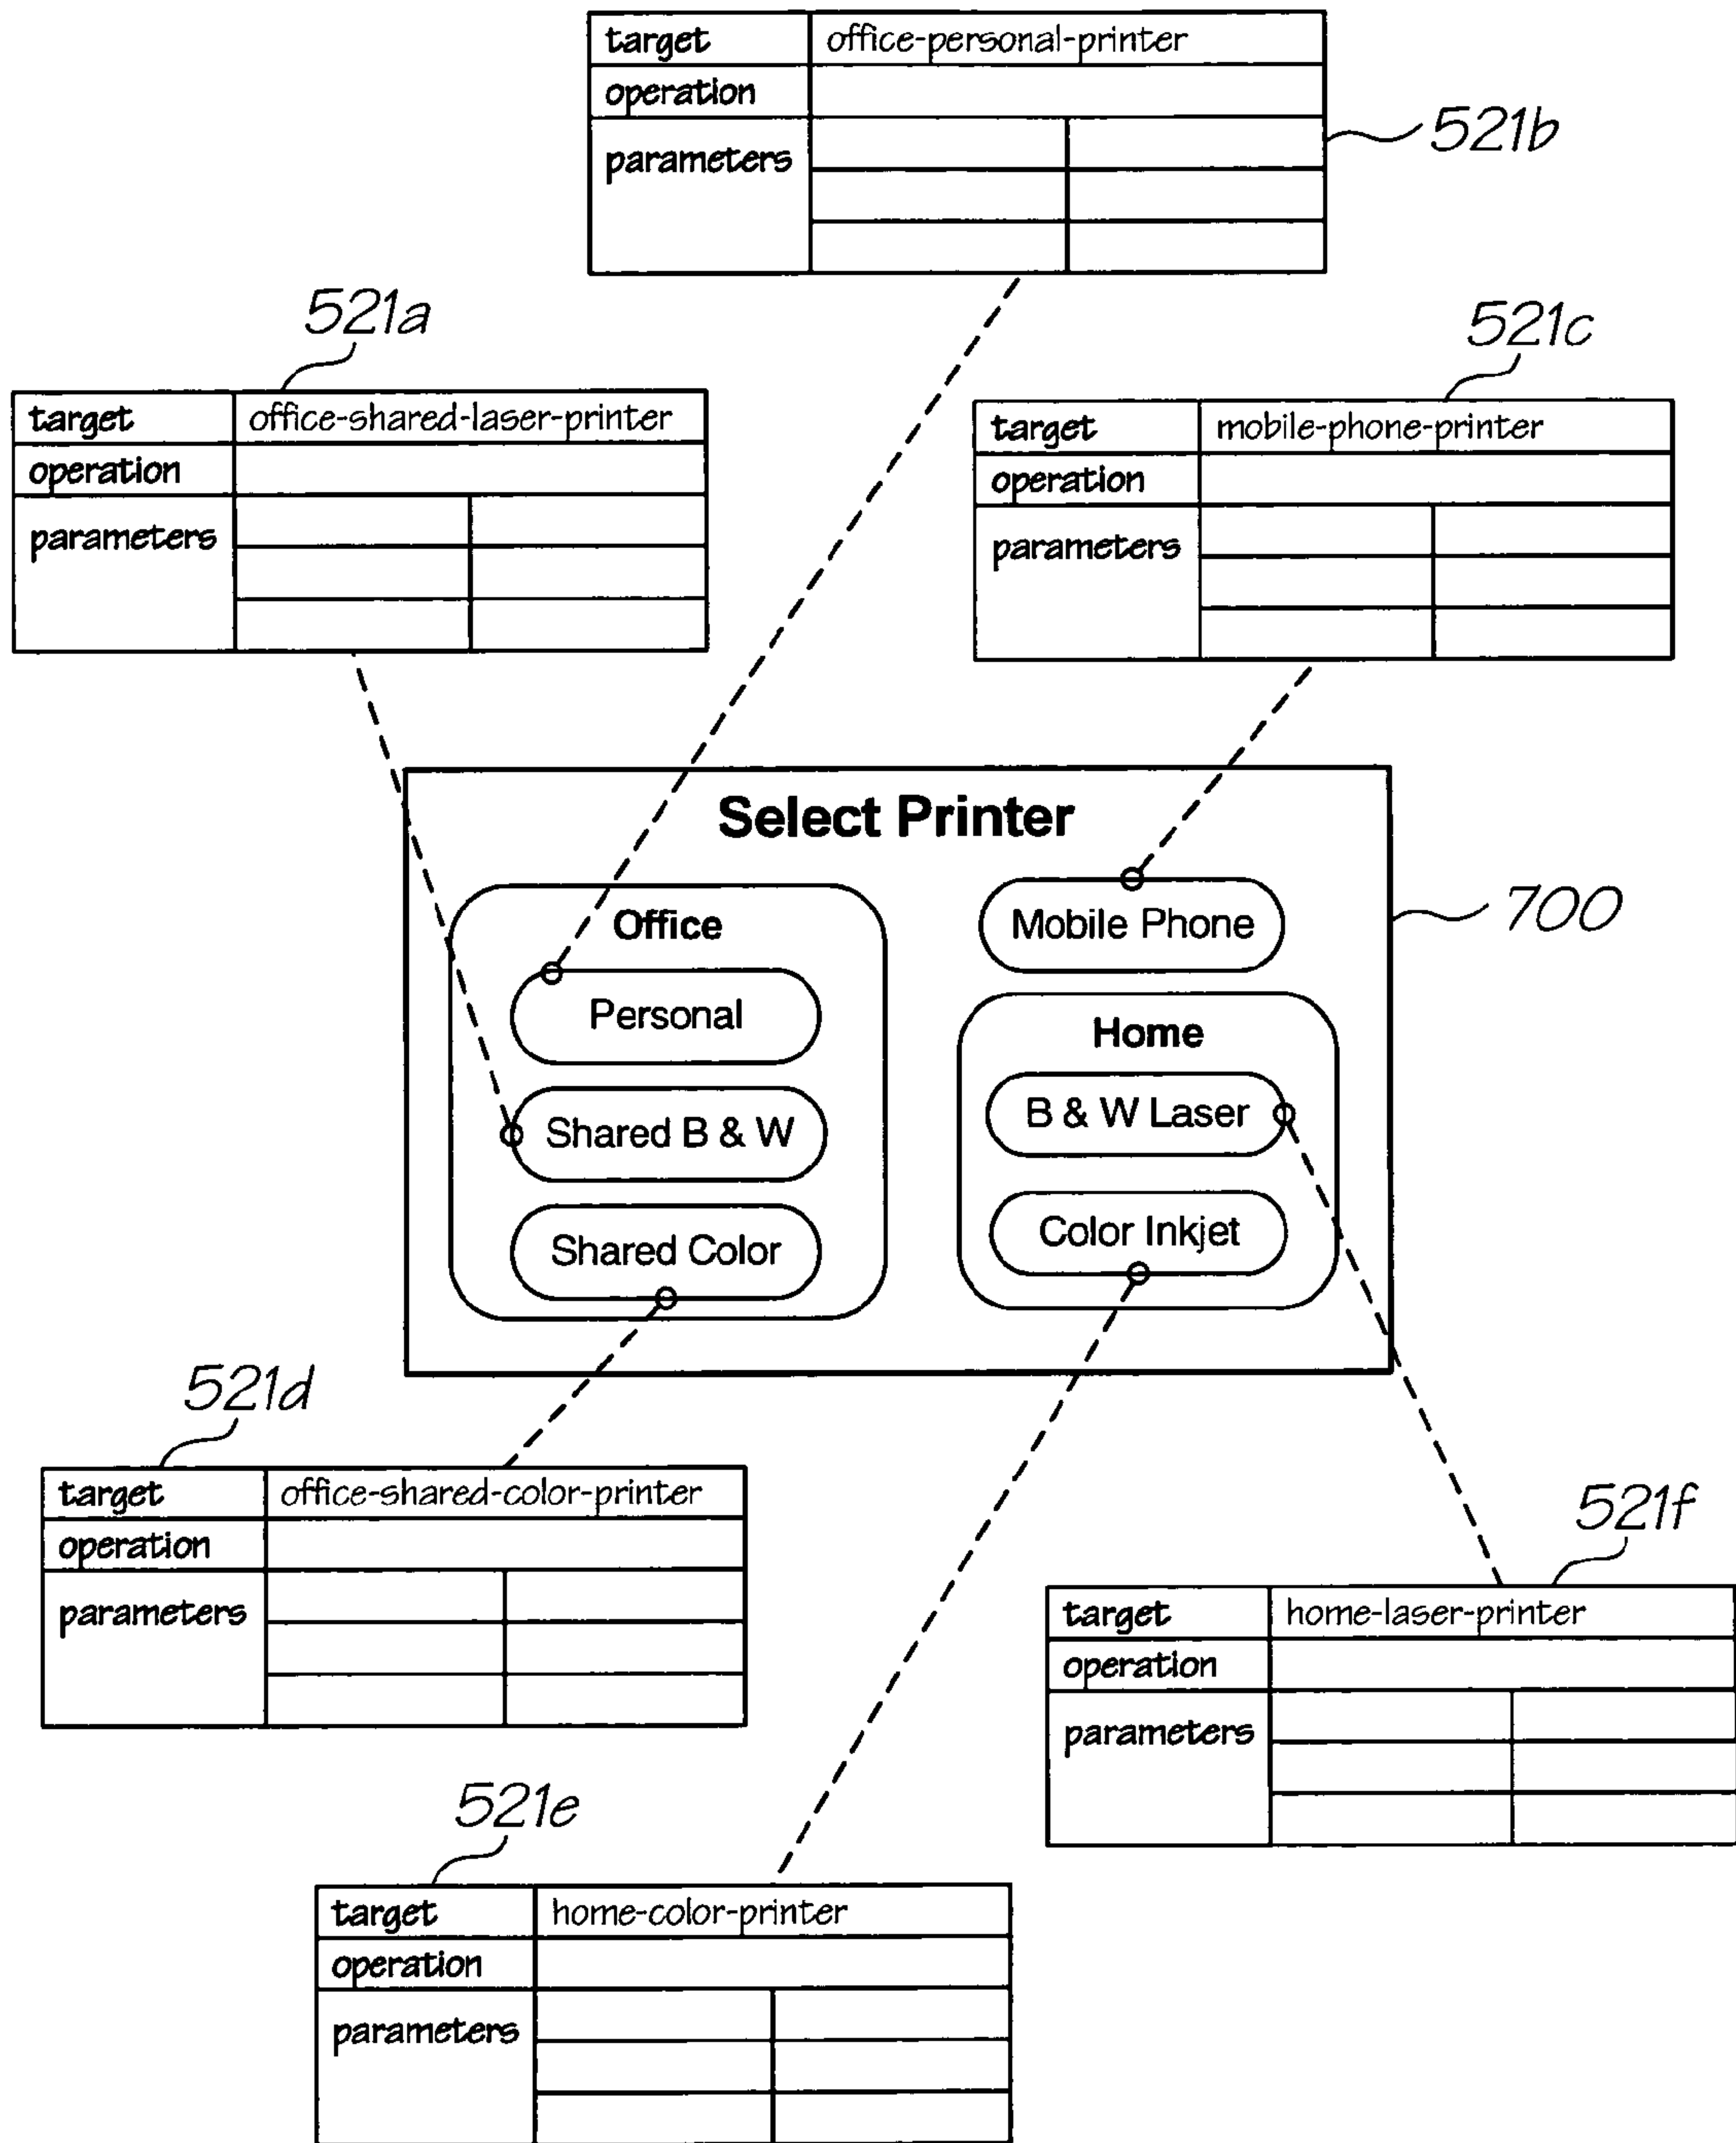 target office-personal-printer
operation
parameters
521b
521a
521c
target office-shared-laser-printer
operation
parameters
target mobile-phone-printer
operation
parameters
Select Printer
700
Office
Personal
Shared B & W
Shared Color
Mobile Phone
Home
B & W Laser
Color Inkjet
521d
target office-shared-color-printer
operation
parameters
521f
target home-laser-printer
operation
parameters
521e
target home-color-printer
operation
parameters